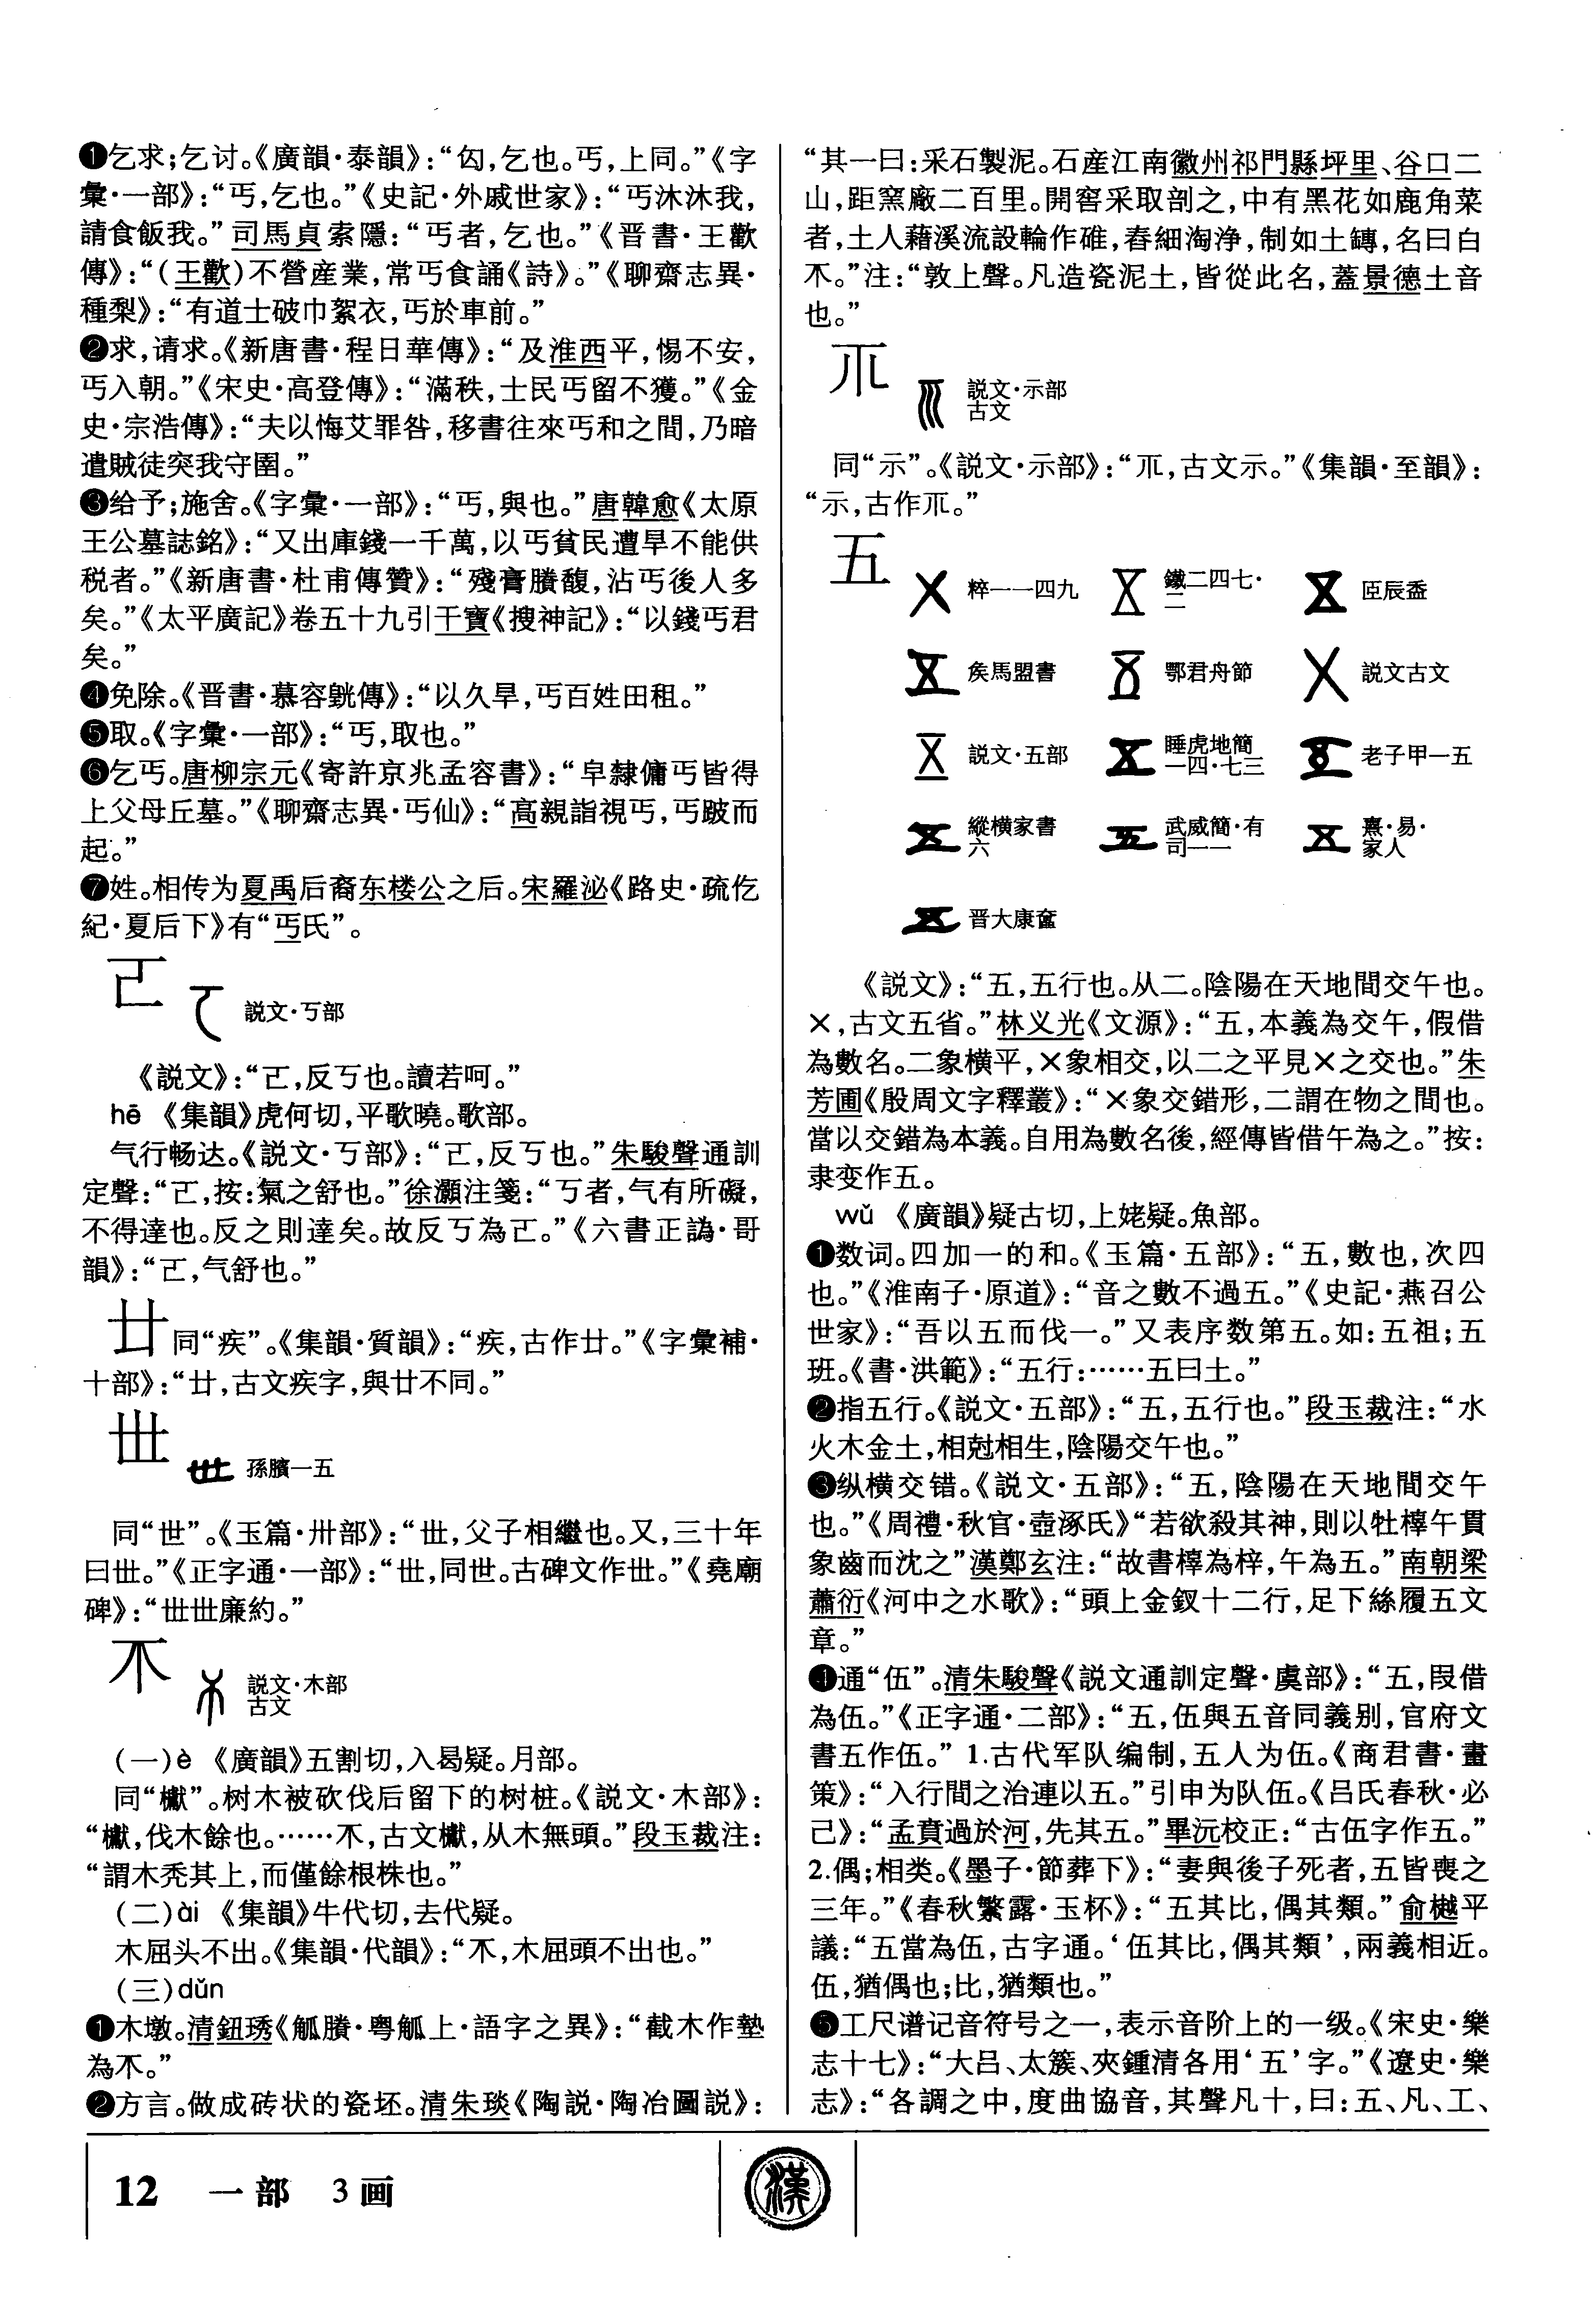 ❶乞求;乞讨。《廣韻·泰韻》:“匃,乞也。丐,上同。”《字
彙·一部》:“丐,乞也。”《史記·外戚世家》:“丐沐沐我,
請食飯我。”司馬貞索隱:“丐者,乞也。”《晋書·王歡
傳》:“(王歡)不營産業,常丐食誦《詩》。”《聊齋志異·
種梨》:“有道士破巾絮衣,丐於車前。”
❷求,请求。《新唐書·程日華傳》:“及淮西平,惕不安,
丐入朝。”《宋史·高登傳》:“滿秩,士民丐留不獲。”《金
史·宗浩傳》:“夫以悔艾罪咎,移書往來丐和之間,乃暗
遣賊徒突我守圉。”
❸给予;施舍。《字彙·一部》:“丐,與也。”唐韓愈《太原
王公墓誌銘》:“又出庫錢一千萬,以丐貧民遭旱不能供
税者。”《新唐書·杜甫傳贊》:“殘膏賸馥,沾丐後人多
矣。”《太平廣記》卷五十九引干寶《搜神記》:“以錢丐君
矣。”
❹免除。《晋書·慕容皝傳》:“以久旱,丐百姓田租。”
❺取。《字彙·一部》:“丐,取也。”
❻乞丐。唐柳宗元《寄許京兆孟容書》:“皁隸傭丐皆得
上父母丘墓。”《聊齋志異·丐仙》:“高親詣視丐,丐跛而
起。”
❼姓。相传为夏禹后裔东楼公之后。宋羅泌《路史·疏仡
紀·夏后下》有“丐氏”。
𠀀
説文·丂部
《説文》:“𠀀,反丂也。讀若呵。”
hē 《集韻》虎何切,平歌曉。歌部。
气行畅达。《説文·丂部》:“𠀀,反丂也。”朱駿聲通訓
定聲:“𠀀,按:氣之舒也。”徐灝注箋:“丂者,气有所礙,
不得達也。反之則達矣。故反丂為𠀀。”《六書正譌·哥
韻》:“𠀀,气舒也。”
廿 同“疾”。《集韻·質韻》:“疾,古作廿。”《字彙補·
十部》:“廿,古文疾字,與廿不同。”
丗
孫臏一五
同“世”。《玉篇·卅部》:“丗,父子相繼也。又,三十年
曰丗。”《正字通·一部》:“丗,同世。古碑文作丗。”《堯廟
碑》:“丗丗廉約。”
不
説文·木部
古文
(一)è 《廣韻》五割切,入曷疑。月部。
同“櫱”。树木被砍伐后留下的树桩。《説文·木部》:
“櫱,伐木餘也。……不,古文櫱,从木無頭。”段玉裁注:
“謂木秃其上,而僅餘根株也。”
(二)ài 《集韻》牛代切,去代疑。
木屈头不出。《集韻·代韻》:“不,木屈頭不出也。”
(三)dǔn
❶木墩。清鈕琇《觚賸·粤觚上·語字之異》:“截木作墊
為不。”
❷方言。做成砖状的瓷坯。清朱琰《陶説·陶冶圖説》:
“其一曰:采石製泥。石産江南徽州祁門縣坪里、谷口二
山,距窯廠二百里。開窖采取剖之,中有黑花如鹿角菜
者,土人藉溪流設輪作碓,舂細淘浄,制如土磚,名曰白
不。”注:“敦上聲。凡造瓷泥土,皆從此名,蓋景德土音
也。”
𠀁
説文·示部
古文
同“示”。《説文·示部》:“𠀁,古文示。”《集韻·至韻》:
“示,古作𠀁。”
五
粹一一四九 鐵二四七·二 臣辰盉
矦馬盟書 鄂君舟節 説文古文
説文·五部 睡虎地簡一四·七三 老子甲一五
縱横家書六 武威簡·有司一一 熹·易·家人
晋大康鬴
《説文》:“五,五行也。从二。陰陽在天地間交午也。
✕,古文五省。”林义光《文源》:“五,本義為交午,假借
為數名。二象横平,✕象相交,以二之平見✕之交也。”朱
芳圃《殷周文字釋叢》:“✕象交錯形,二謂在物之間也。
當以交錯為本義。自用為數名後,經傳皆借午為之。”按:
隶变作五。
wǔ 《廣韻》疑古切,上姥疑。魚部。
❶数词。四加一的和。《玉篇·五部》:“五,數也,次四
也。”《淮南子·原道》:“音之數不過五。”《史記·燕召公
世家》:“吾以五而伐一。”又表序数第五。如:五祖;五
班。《書·洪範》:“五行:……五曰土。”
❷指五行。《説文·五部》:“五,五行也。”段玉裁注:“水
火木金土,相尅相生,陰陽交午也。”
❸纵横交错。《説文·五部》:“五,陰陽在天地間交午
也。”《周禮·秋官·壺涿氏》“若欲殺其神,則以牡橭午貫
象齒而沈之”漢鄭玄注:“故書橭為梓,午為五。”南朝梁
蕭衍《河中之水歌》:“頭上金釵十二行,足下絲履五文
章。”
❹通“伍”。清朱駿聲《説文通訓定聲·虞部》:“五,叚借
為伍。”《正字通·二部》:“五,伍與五音同義别,官府文
書五作伍。” 1.古代军队编制,五人为伍。《商君書·畫
策》:“入行間之治連以五。”引申为队伍。《吕氏春秋·必
己》:“孟賁過於河,先其五。”畢沅校正:“古伍字作五。”
2.偶;相类。《墨子·節葬下》:“妻與後子死者,五皆喪之
三年。”《春秋繁露·玉杯》:“五其比,偶其類。”俞樾平
議:“五當為伍,古字通。‘伍其比,偶其類’,兩義相近。
伍,猶偶也;比,猶類也。”
❺工尺谱记音符号之一,表示音阶上的一级。《宋史·樂
志十七》:“大吕、太簇、夾鍾清各用‘五’字。”《遼史·樂
志》:“各調之中,度曲協音,其聲凡十,曰:五、凡、工、
12 一部 3画
漢